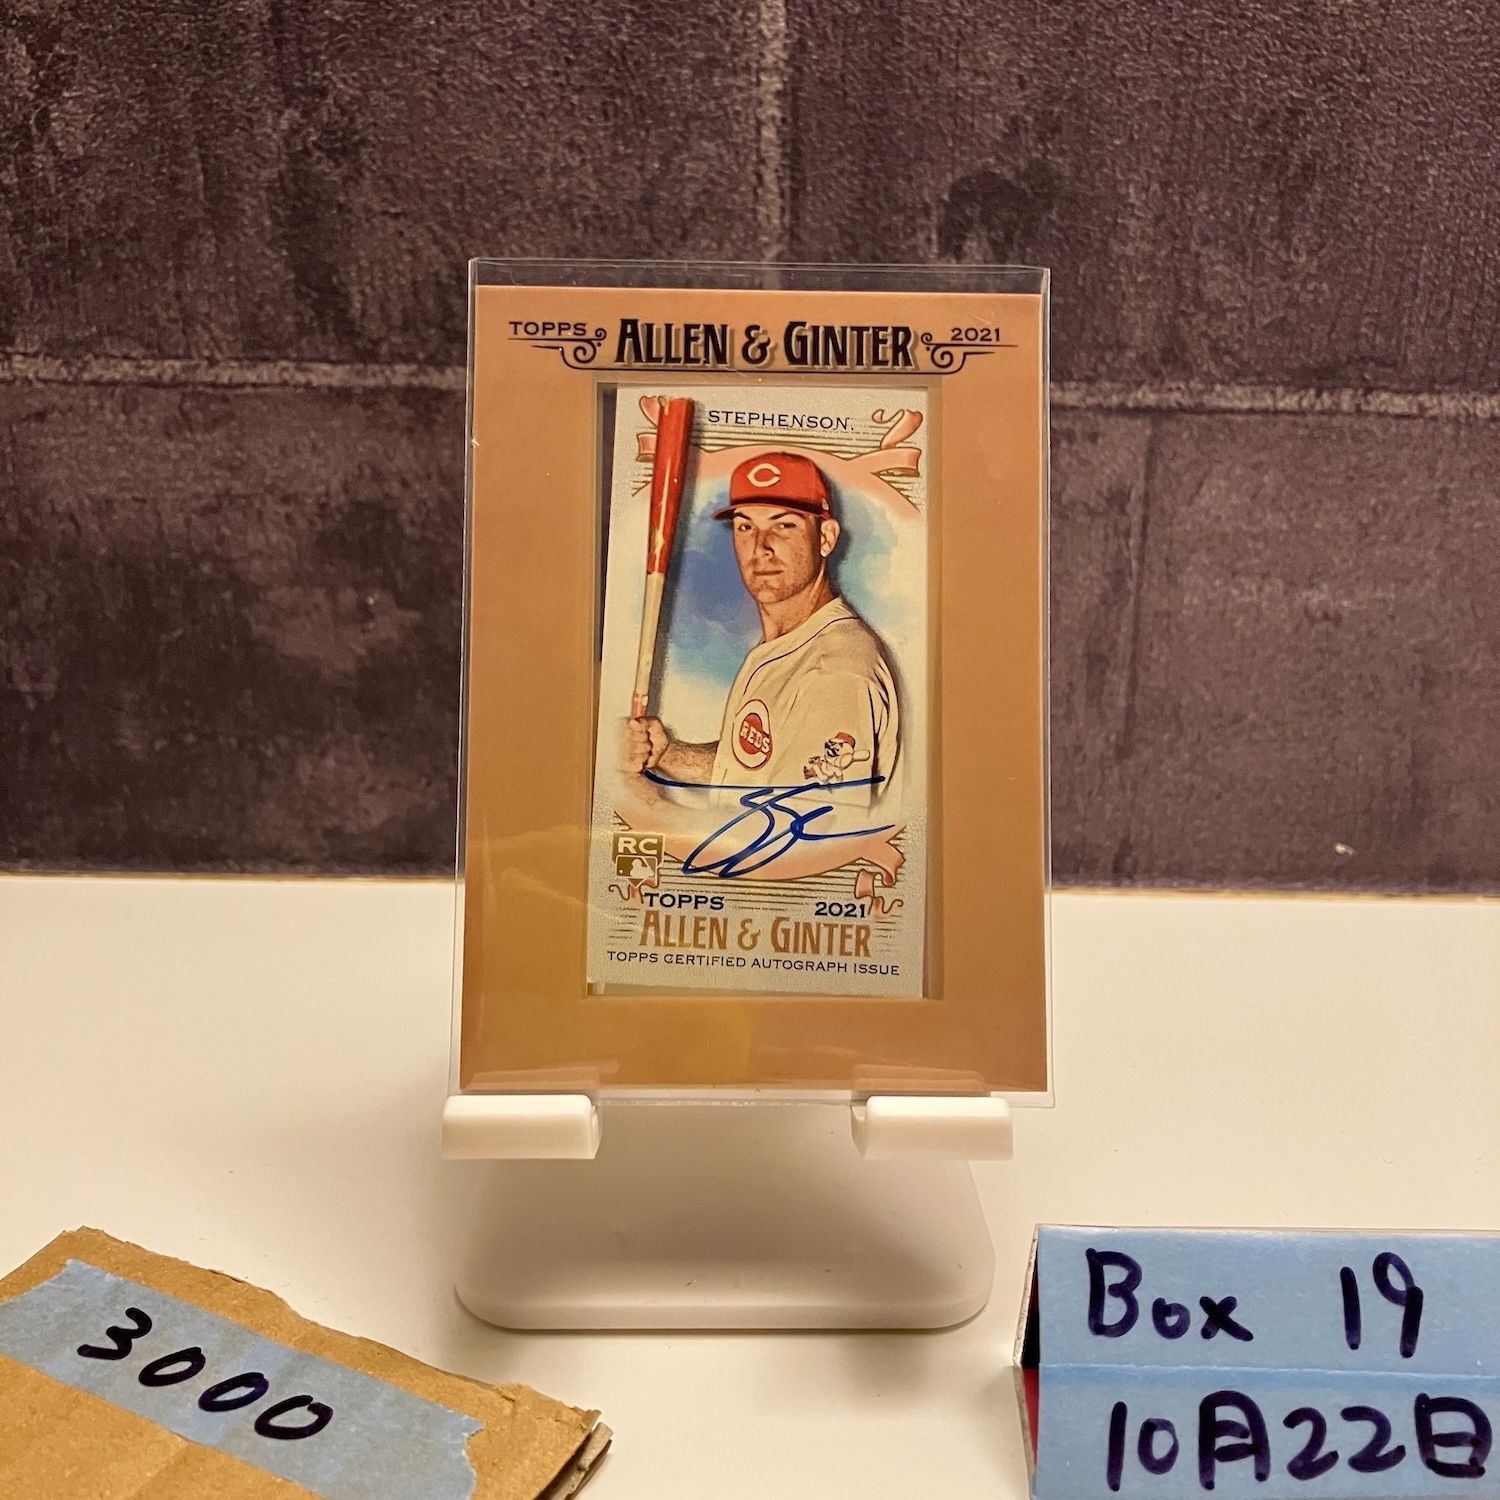 TOPPS ALLEN & GINTER 2021
STEPHENSON
C
REDS
RC
TOPPS 2021
ALLEN & GINTER
TOPPS CERTIFIED AUTOGRAPH ISSUE
3000
Box 19
10月22日